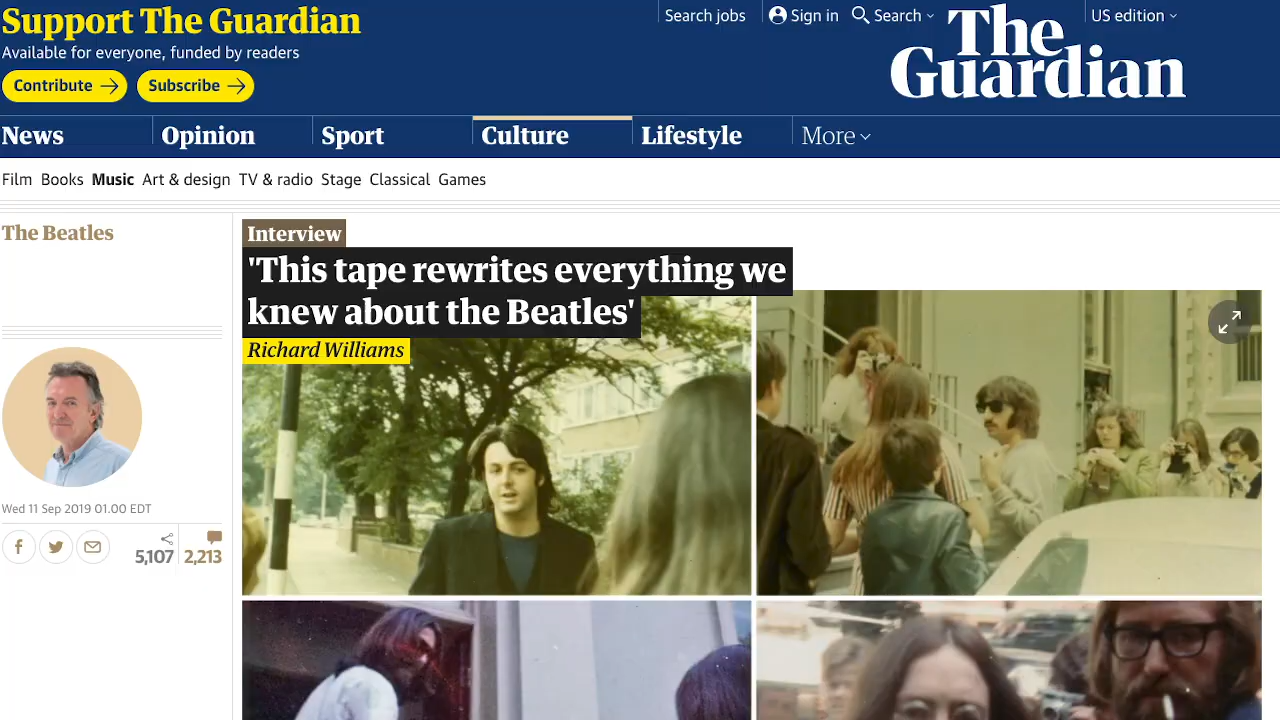 Support The Guardian
Available for everyone, funded by readers
Contribute
Subscribe
Search jobs
Sign in
Search
US edition
The
Guardian
News
Opinion
Sport
Culture
Lifestyle
More
Film Books Music Art & design TV & radio Stage Classical Games
The Beatles
Interview
'This tape rewrites everything we
knew about the Beatles'
Richard Williams
Wed 11 Sep 2019 01.00 EDT
5,107
2,213